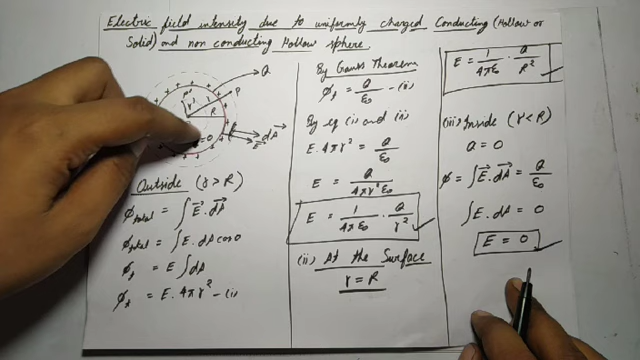 Electric field intensity due to uniformly charged Conducting (Hollow or
Solid) and non conducting Hollow sphere
Q
P
R
= 0
dA
E
Outside (r > R)
ϕtotal = ∫ E . dA
ϕtotal = ∫ E . dA cos 0
ϕt = E ∫ dA
ϕt = E . 4πr² – (i)
By Gauss Theorem
ϕt = Q/ε0 – (ii)
By eq (i) and (ii)
E . 4πr² = Q/ε0
E = Q/4πr²ε0
E = 1/4πε0 . Q/r²
(ii) At the Surface
r = R
E = 1/4πε0 . Q/R²
(iii) Inside (r < R)
Q = 0
ϕ = ∫ E . dA = Q/ε0
∫ E . dA = 0
E = 0